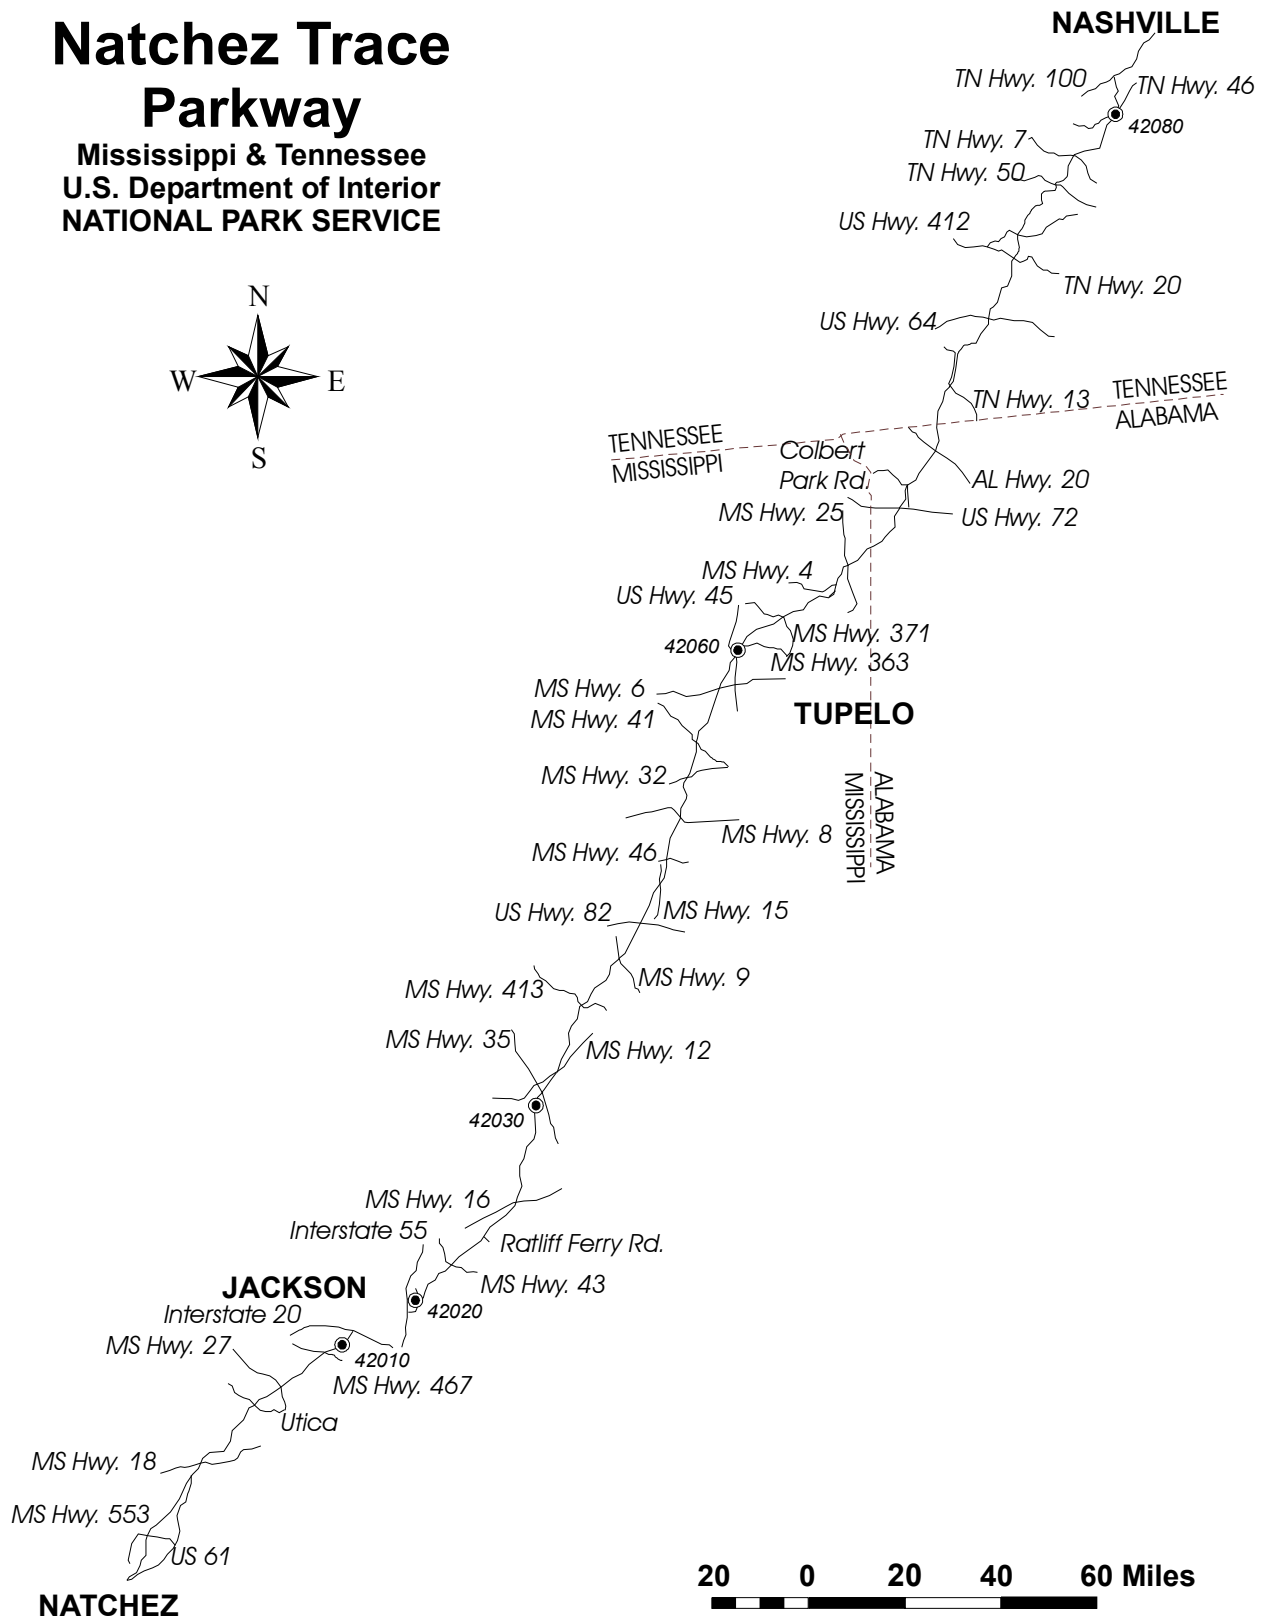 Natchez Trace
Parkway
Mississippi & Tennessee
U.S. Department of Interior
NATIONAL PARK SERVICE
N
W
E
S
NASHVILLE
TN Hwy. 100
TN Hwy. 46
42080
TN Hwy. 7
TN Hwy. 50
US Hwy. 412
TN Hwy. 20
US Hwy. 64
TN Hwy. 13
TENNESSEE
ALABAMA
TENNESSEE
MISSISSIPPI
Colbert
Park Rd.
AL Hwy. 20
MS Hwy. 25
US Hwy. 72
MS Hwy. 4
US Hwy. 45
MS Hwy. 371
42060
MS Hwy. 363
MS Hwy. 6
TUPELO
MS Hwy. 41
MS Hwy. 32
MISSISSIPPI
ALABAMA
MS Hwy. 8
MS Hwy. 46
US Hwy. 82
MS Hwy. 15
MS Hwy. 9
MS Hwy. 413
MS Hwy. 35
MS Hwy. 12
42030
MS Hwy. 16
Interstate 55
Ratliff Ferry Rd.
JACKSON
MS Hwy. 43
42020
Interstate 20
MS Hwy. 27
42010
MS Hwy. 467
Utica
MS Hwy. 18
MS Hwy. 553
US 61
NATCHEZ
20 0 20 40 60 Miles